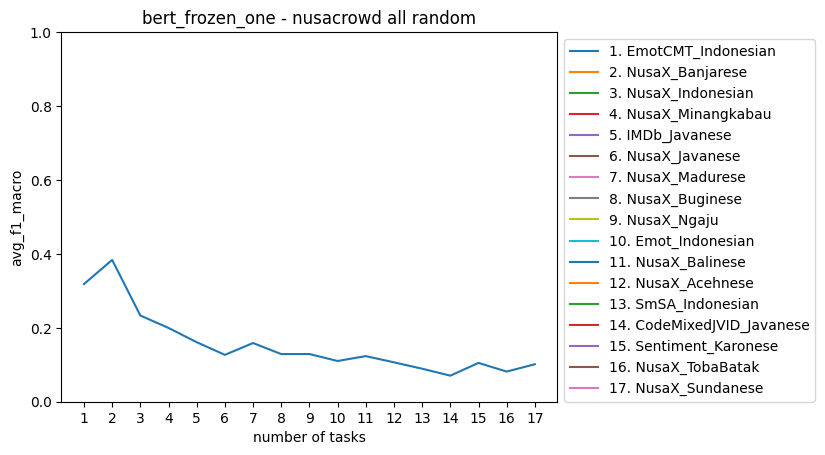 bert_frozen_one - nusacrowd all random
1.0
0.8
0.6
0.4
0.2
0.0
avg_f1_macro
1 2 3 4 5 6 7 8 9 10 11 12 13 14 15 16 17
number of tasks
1. EmotCMT_Indonesian
2. NusaX_Banjarese
3. NusaX_Indonesian
4. NusaX_Minangkabau
5. IMDb_Javanese
6. NusaX_Javanese
7. NusaX_Madurese
8. NusaX_Buginese
9. NusaX_Ngaju
10. Emot_Indonesian
11. NusaX_Balinese
12. NusaX_Acehnese
13. SmSA_Indonesian
14. CodeMixedJVID_Javanese
15. Sentiment_Karonese
16. NusaX_TobaBatak
17. NusaX_Sundanese